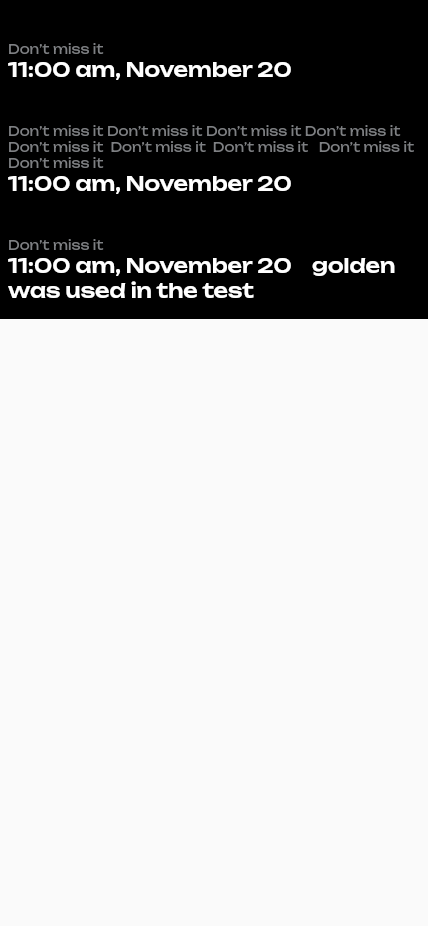 Don't miss it
11:00 am, November 20
Don't miss it Don't miss it Don't miss it Don't miss it
Don't miss it  Don't miss it  Don't miss it   Don't miss it
Don't miss it
11:00 am, November 20
Don't miss it
11:00 am, November 20    golden
was used in the test